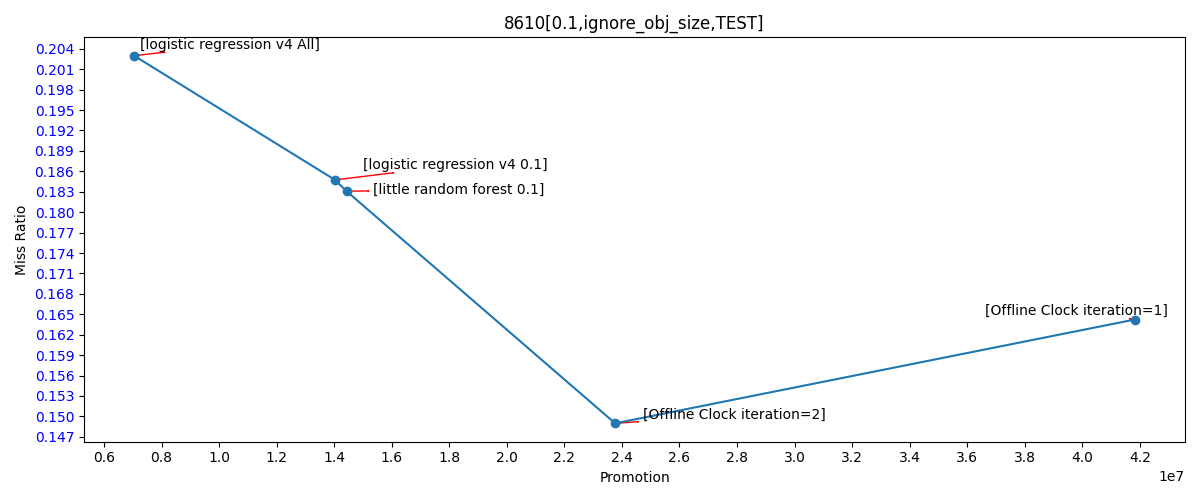 8610[0.1,ignore_obj_size,TEST]
Miss Ratio
0.204
0.201
0.198
0.195
0.192
0.189
0.186
0.183
0.180
0.177
0.174
0.171
0.168
0.165
0.162
0.159
0.156
0.153
0.150
0.147
[logistic regression v4 All]
[logistic regression v4 0.1]
[little random forest 0.1]
[Offline Clock iteration=1]
[Offline Clock iteration=2]
0.6 0.8 1.0 1.2 1.4 1.6 1.8 2.0 2.2 2.4 2.6 2.8 3.0 3.2 3.4 3.6 3.8 4.0 4.2
1e7
Promotion